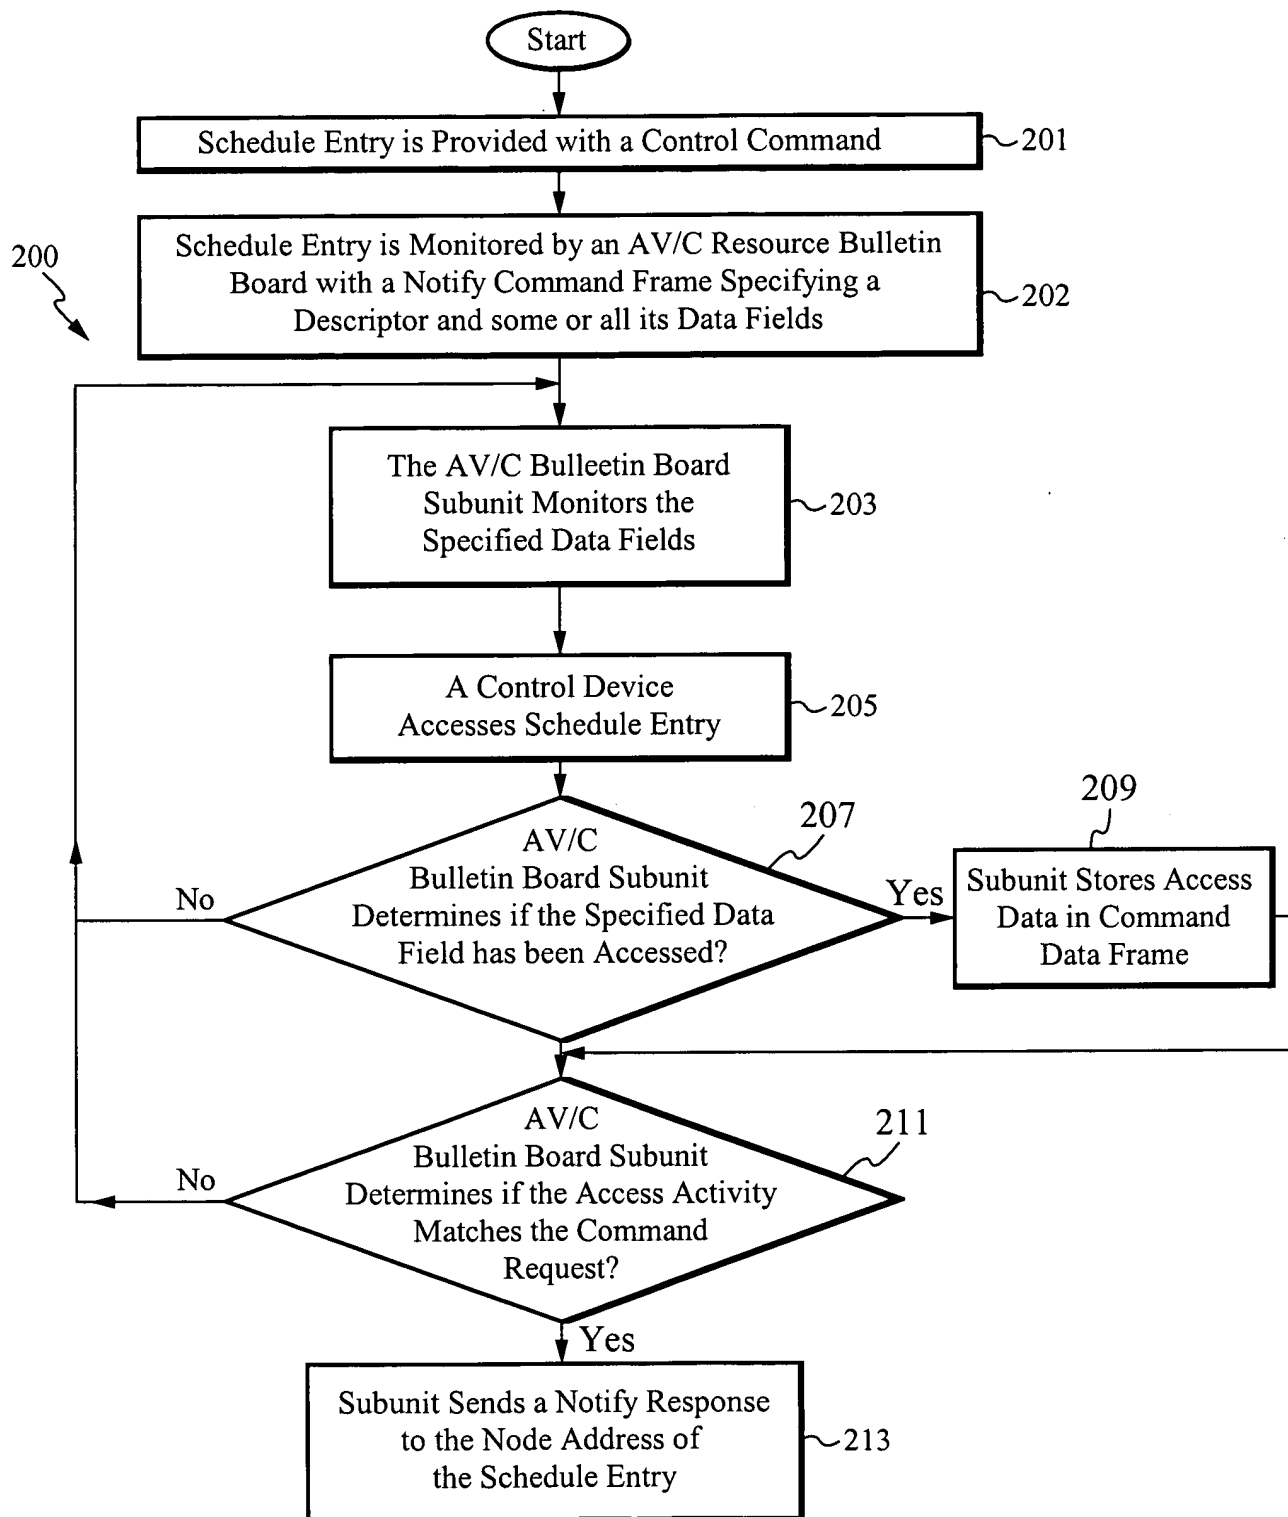 Start
Schedule Entry is Provided with a Control Command
201
200
Schedule Entry is Monitored by an AV/C Resource Bulletin
Board with a Notify Command Frame Specifying a
Descriptor and some or all its Data Fields
202
The AV/C Bulleetin Board
Subunit Monitors the
Specified Data Fields
203
A Control Device
Accesses Schedule Entry
205
AV/C
Bulletin Board Subunit
Determines if the Specified Data
Field has been Accessed?
207
No
Yes
209
Subunit Stores Access
Data in Command
Data Frame
AV/C
Bulletin Board Subunit
Determines if the Access Activity
Matches the Command
Request?
211
No
Yes
Subunit Sends a Notify Response
to the Node Address of
the Schedule Entry
213